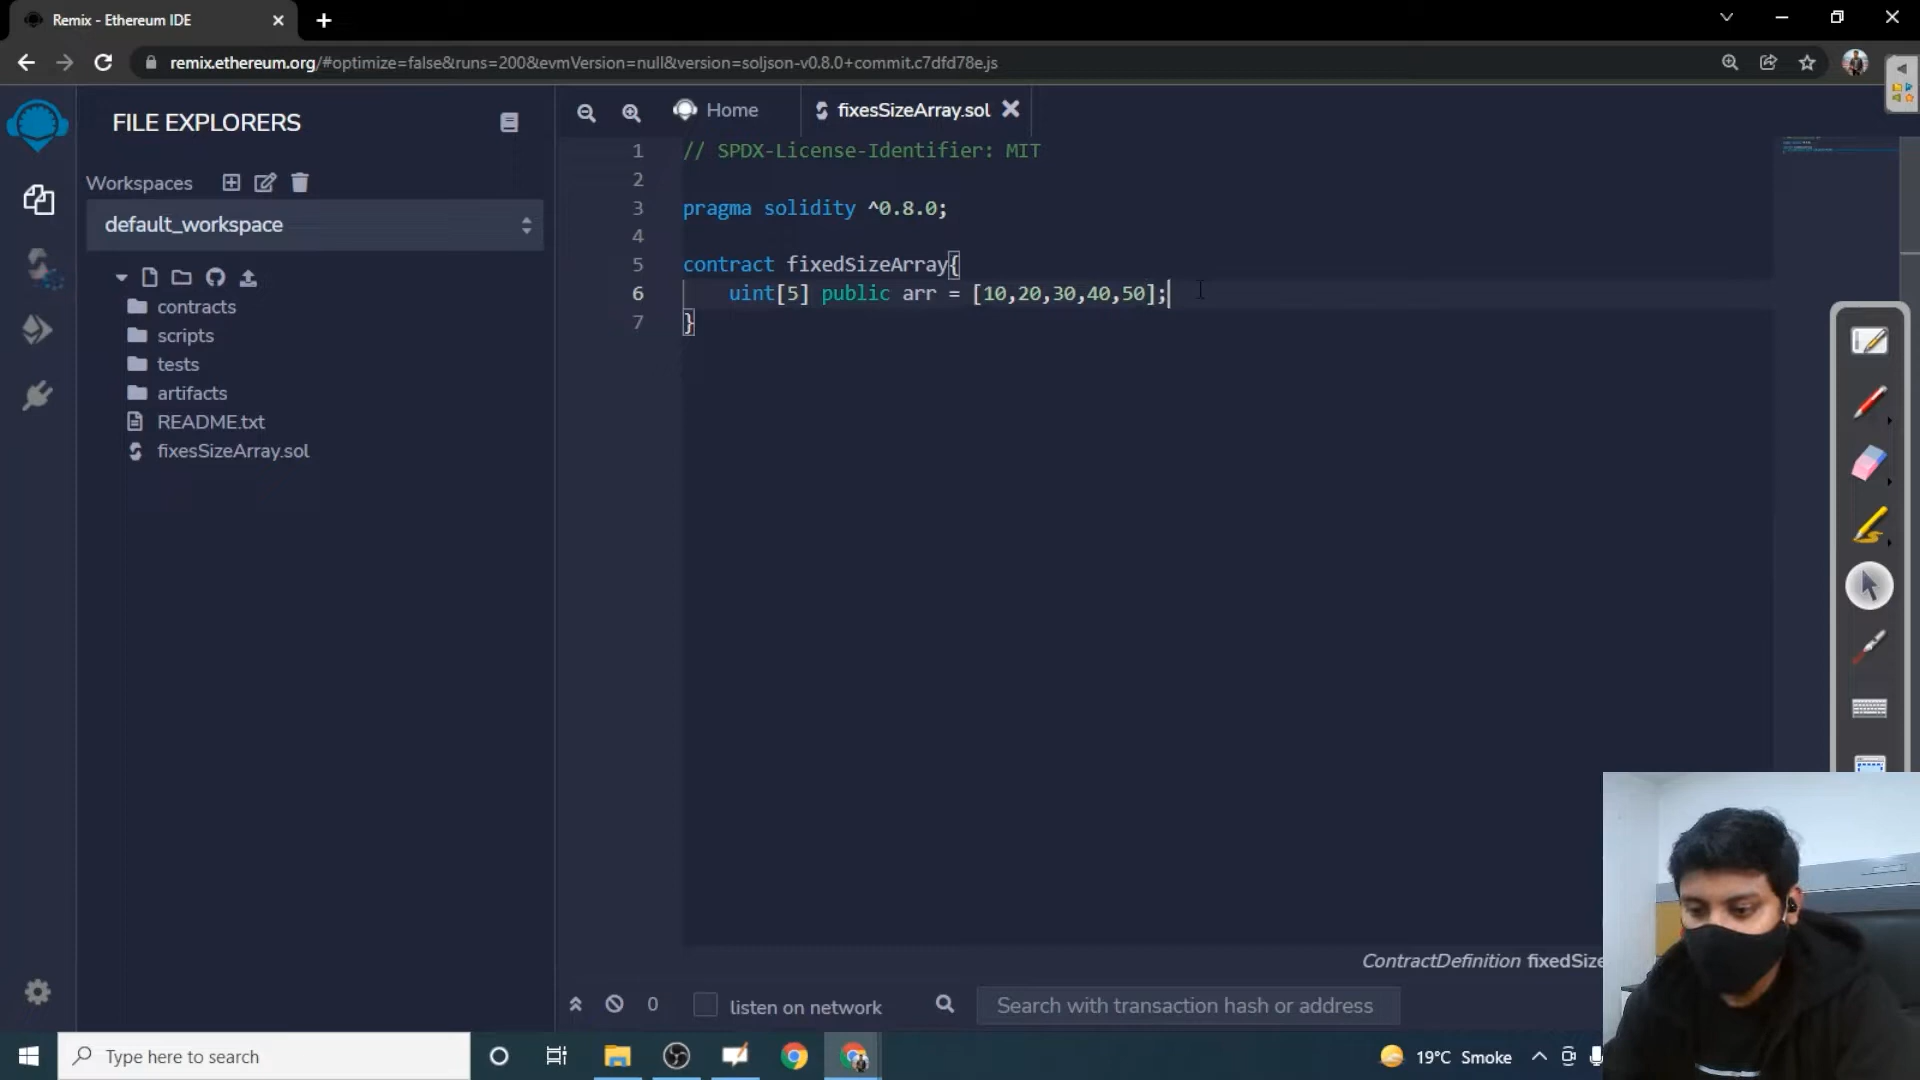 Remix - Ethereum IDE
remix.ethereum.org/#optimize=false&runs=200&evmVersion=null&version=soljson-v0.8.0+commit.c7dfd78e.js
FILE EXPLORERS
Workspaces
default_workspace
contracts
scripts
tests
artifacts
README.txt
fixesSizeArray.sol
Home
fixesSizeArray.sol
1 // SPDX-License-Identifier: MIT
2
3 pragma solidity ^0.8.0;
4
5 contract fixedSizeArray{
6 uint[5] public arr = [10,20,30,40,50];
7 }
ContractDefinition fixedSize
0
listen on network
Search with transaction hash or address
Type here to search
19°C Smoke